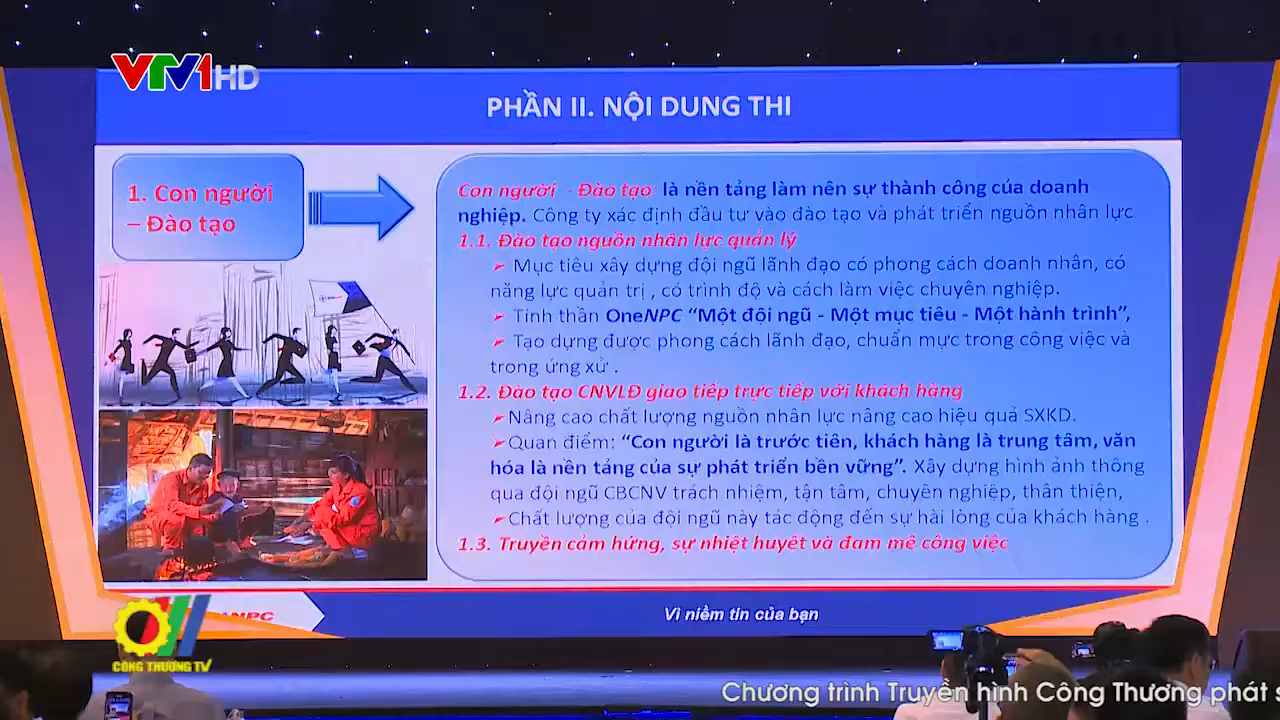 VTV1 HD
PHẦN II. NỘI DUNG THI
1. Con người
– Đào tạo
Con người - Đào tạo: là nền tảng làm nên sự thành công của doanh
nghiệp. Công ty xác định đầu tư vào đào tạo và phát triển nguồn nhân lực
1.1. Đào tạo nguồn nhân lực quản lý
➢ Mục tiêu xây dựng đội ngũ lãnh đạo có phong cách doanh nhân, có
năng lực quản trị , có trình độ và cách làm việc chuyên nghiệp.
➢ Tinh thần OneNPC “Một đội ngũ - Một mục tiêu - Một hành trình”,
➢ Tạo dựng được phong cách lãnh đạo, chuẩn mực trong công việc và
trong ứng xử .
1.2. Đào tạo CNVLĐ giao tiếp trực tiếp với khách hàng
➢Nâng cao chất lượng nguồn nhân lực nâng cao hiệu quả SXKD.
➢Quan điểm: “Con người là trước tiên, khách hàng là trung tâm, văn
hóa là nền tảng của sự phát triển bền vững”. Xây dựng hình ảnh thông
qua đội ngũ CBCNV trách nhiệm, tận tâm, chuyên nghiệp, thân thiện,
➢Chất lượng của đội ngũ này tác động đến sự hài lòng của khách hàng .
1.3. Truyền cảm hứng, sự nhiệt huyết và đam mê công việc
NPC
Vì niềm tin của bạn
CÔNG THƯƠNG TV
Chương trình Truyền hình Công Thương phát s